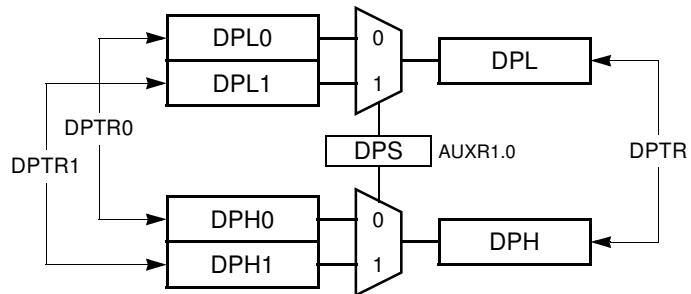 DPL0
0
DPL
DPL1
1
DPTR0
DPTR1
DPS
AUXR1.0
DPTR
DPH0
0
DPH
DPH1
1